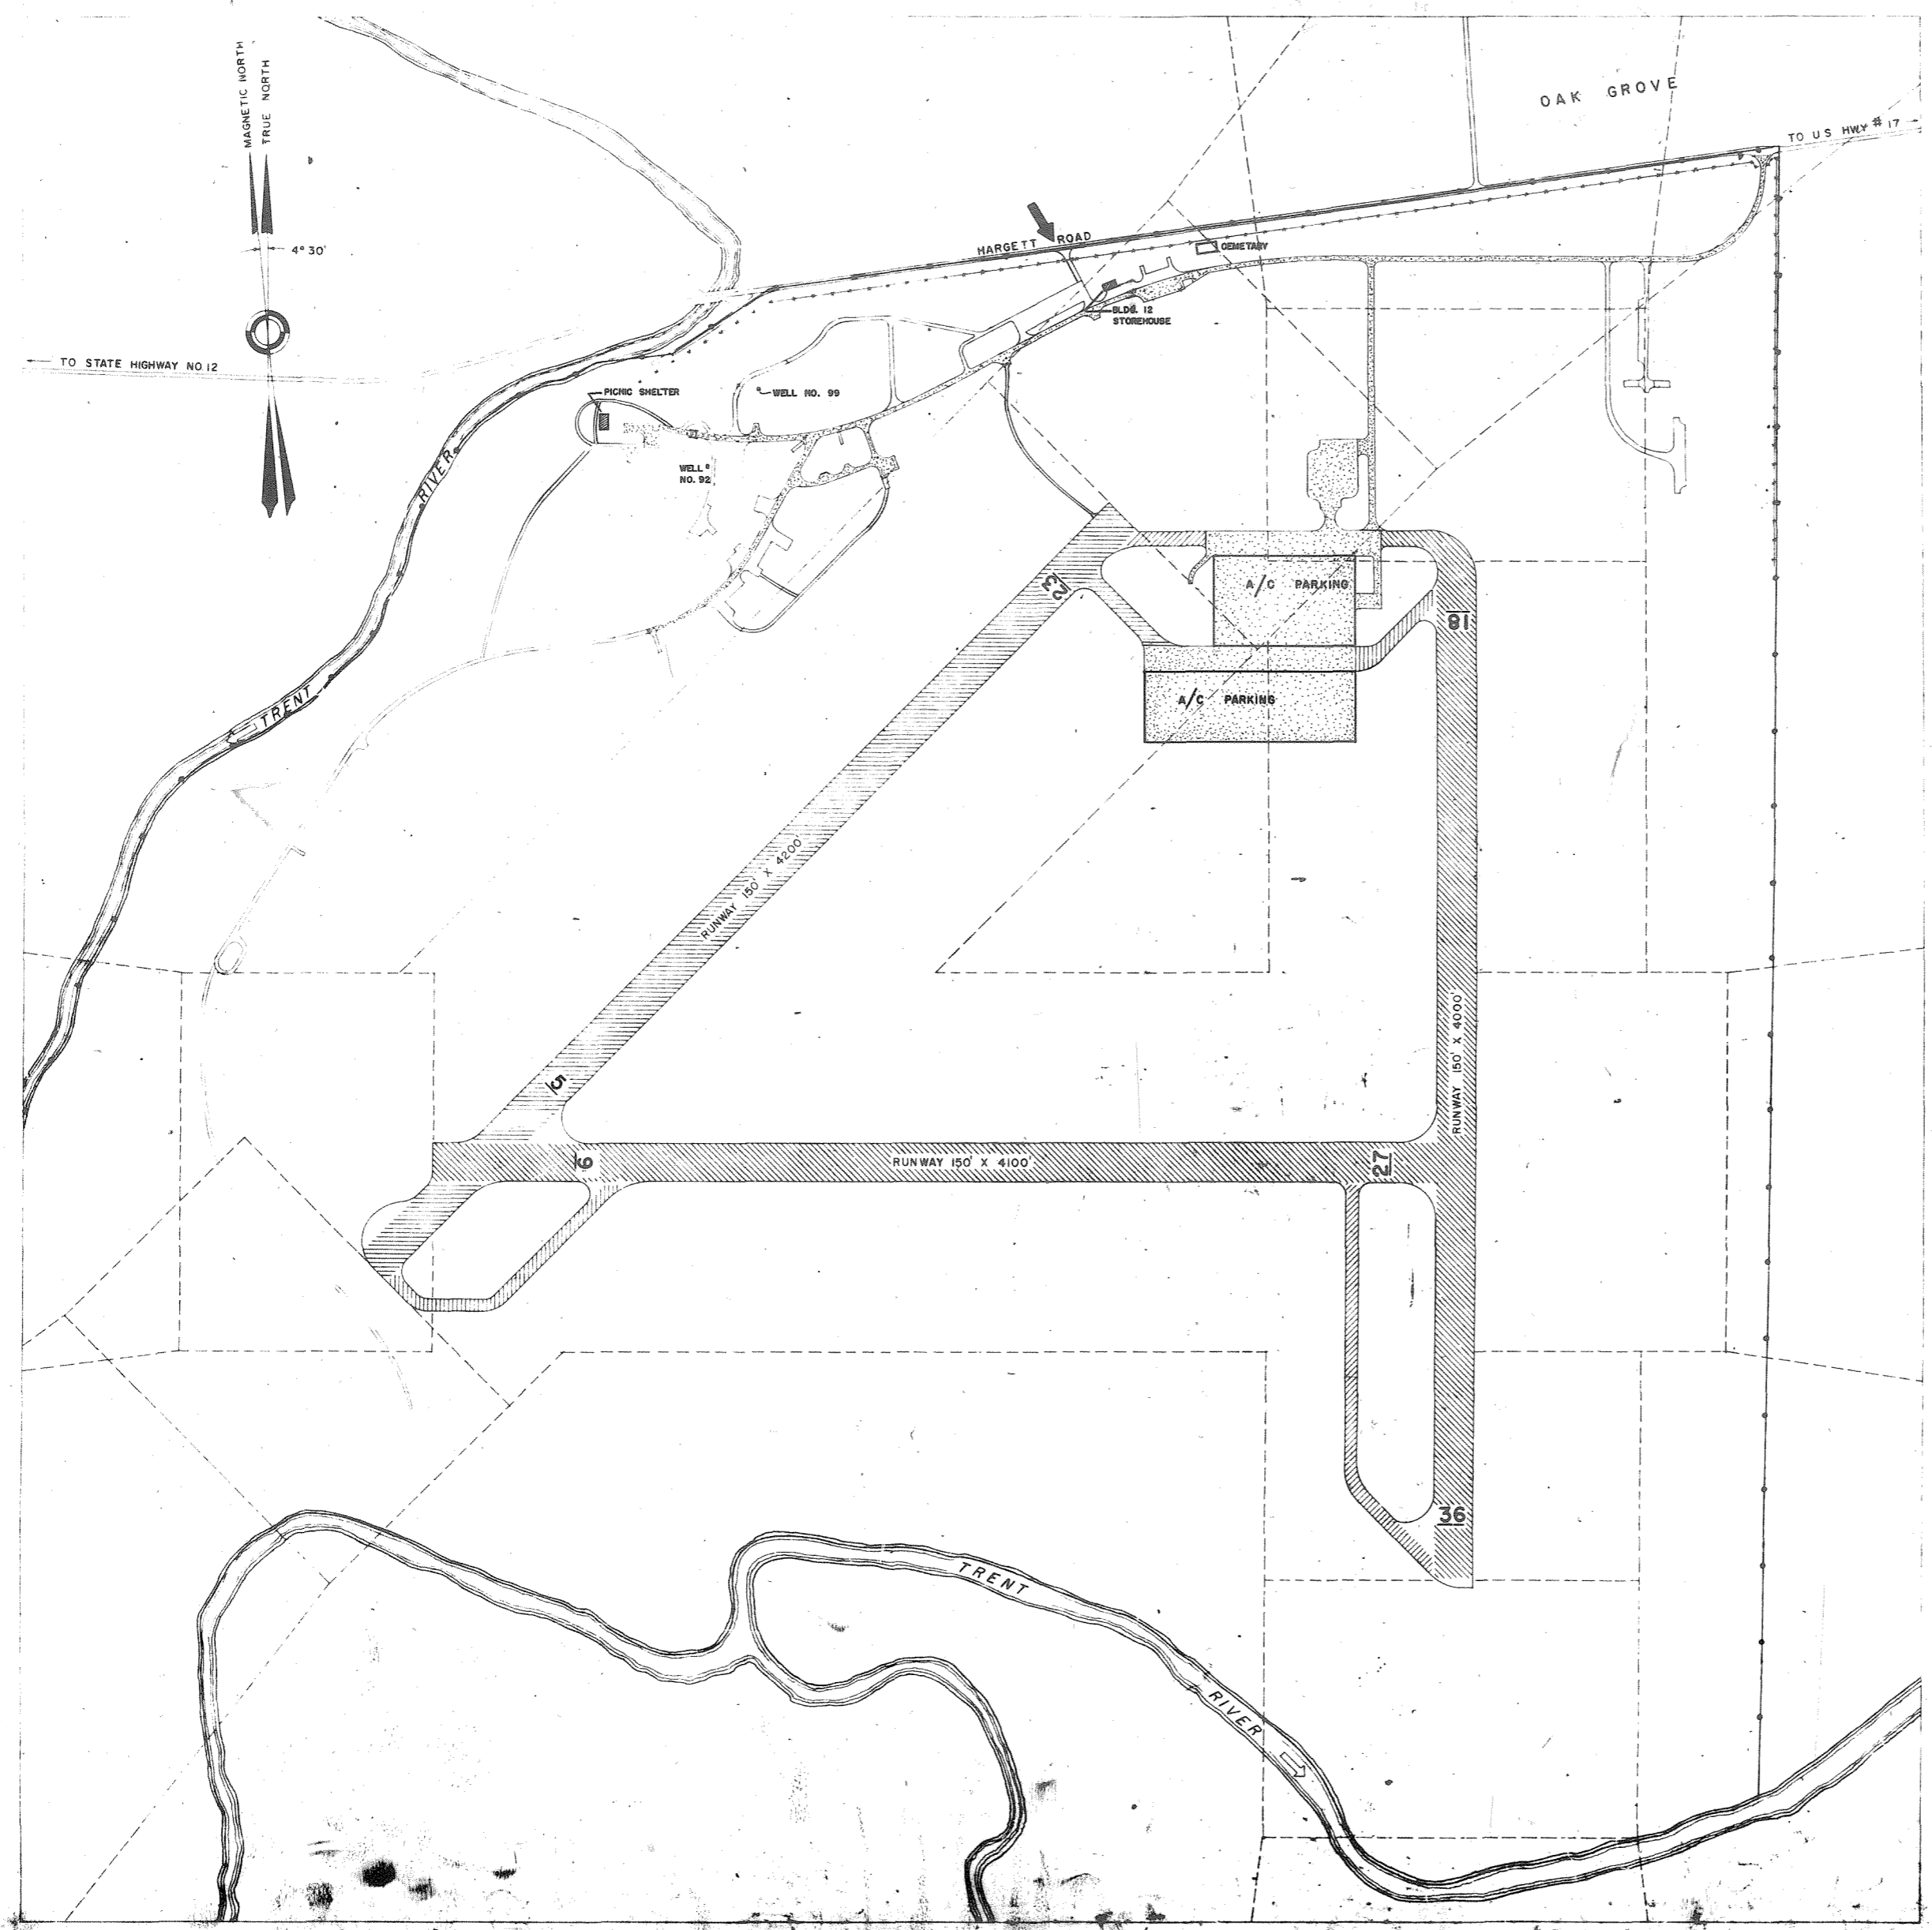 MAGNETIC NORTH
TRUE NORTH
4° 30'
OAK GROVE
TO US HWY # 17
HARGETT ROAD
CEMETARY
BLDG. 12
STOREHOUSE
TO STATE HIGHWAY NO. 12
PICNIC SHELTER
WELL NO. 99
WELL
NO. 92
TRENT RIVER
23
A/C PARKING
18
A/C PARKING
RUNWAY 150' X 4200'
RUNWAY 150' X 4000'
5
9
RUNWAY 150' X 4100'
27
36
TRENT
RIVER